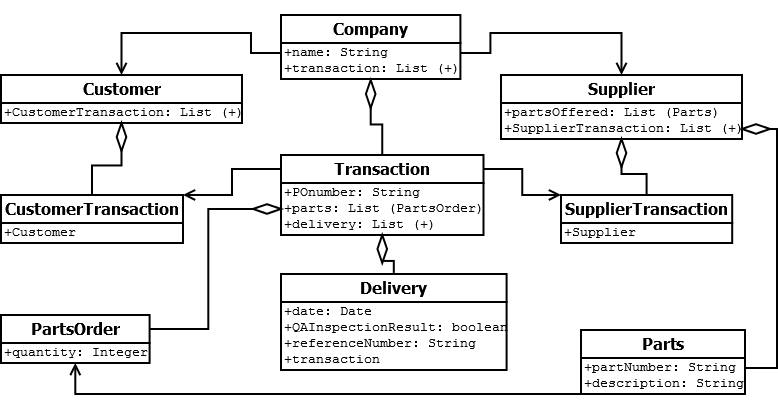 Company
+name: String
+transaction: List (+)
Customer
+CustomerTransaction: List (+)
Supplier
+partsOffered: List (Parts)
+SupplierTransaction: List (+)
Transaction
+POnumber: String
+parts: List (PartsOrder)
+delivery: List (+)
CustomerTransaction
+Customer
SupplierTransaction
+Supplier
Delivery
+date: Date
+QAInspectionResult: boolean
+referenceNumber: String
+transaction
PartsOrder
+quantity: Integer
Parts
+partNumber: String
+description: String